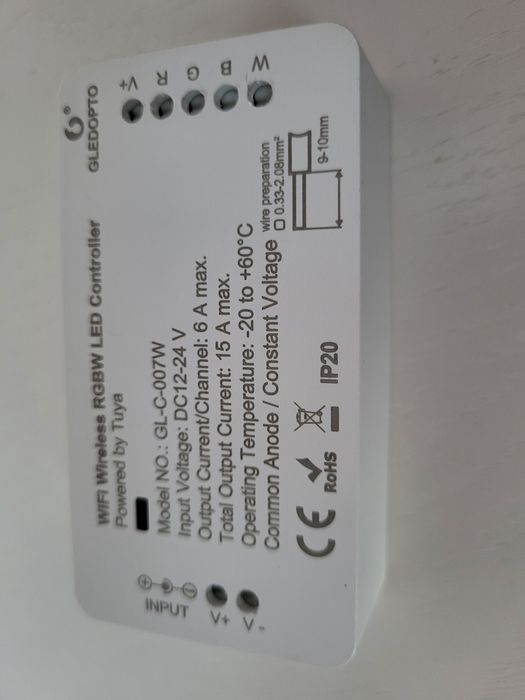 WIFI Wireless RGBW LED Controller
Powered by Tuya
GLEDOPTO
Model NO.: GL-C-007W
Input Voltage: DC12-24 V
Output Current/Channel: 6 A max.
Total Output Current: 15 A max.
Operating Temperature: -20 to +60°C
Common Anode / Constant Voltage
INPUT
V+
V-
V+
R
G
B
W
wire preparation
0.33-2.08mm²
9-10mm
CE
RoHS
IP20